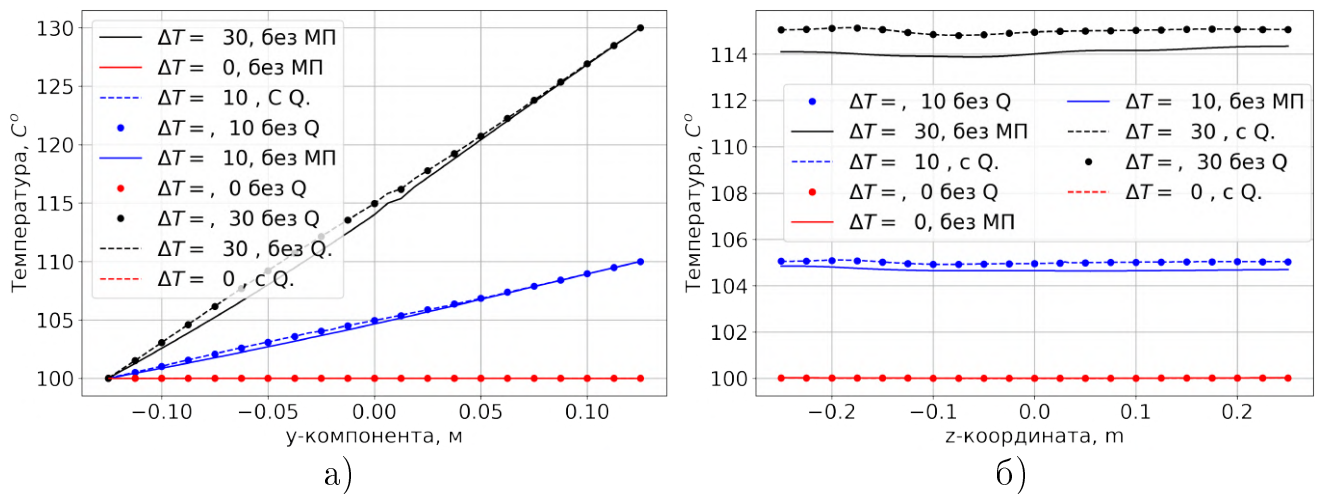 130
125
120
115
110
105
100
Температура, C°
ΔT = 30, без МП
ΔT = 0, без МП
ΔT = 10 , С Q.
ΔT = , 10 без Q
ΔT = 10, без МП
ΔT = , 0 без Q
ΔT = , 30 без Q
ΔT = 30 , без Q.
ΔT = 0 , с Q.
−0.10 −0.05 0.00 0.05 0.10
y-компонента, м
а)
114
112
110
108
106
104
102
100
Температура, C°
ΔT = , 10 без Q
ΔT = 30, без МП
ΔT = 10 , с Q.
ΔT = , 0 без Q
ΔT = 0, без МП
ΔT = 10, без МП
ΔT = 30 , с Q.
ΔT = , 30 без Q
ΔT = 0 , с Q.
−0.2 −0.1 0.0 0.1 0.2
z-координата, m
б)